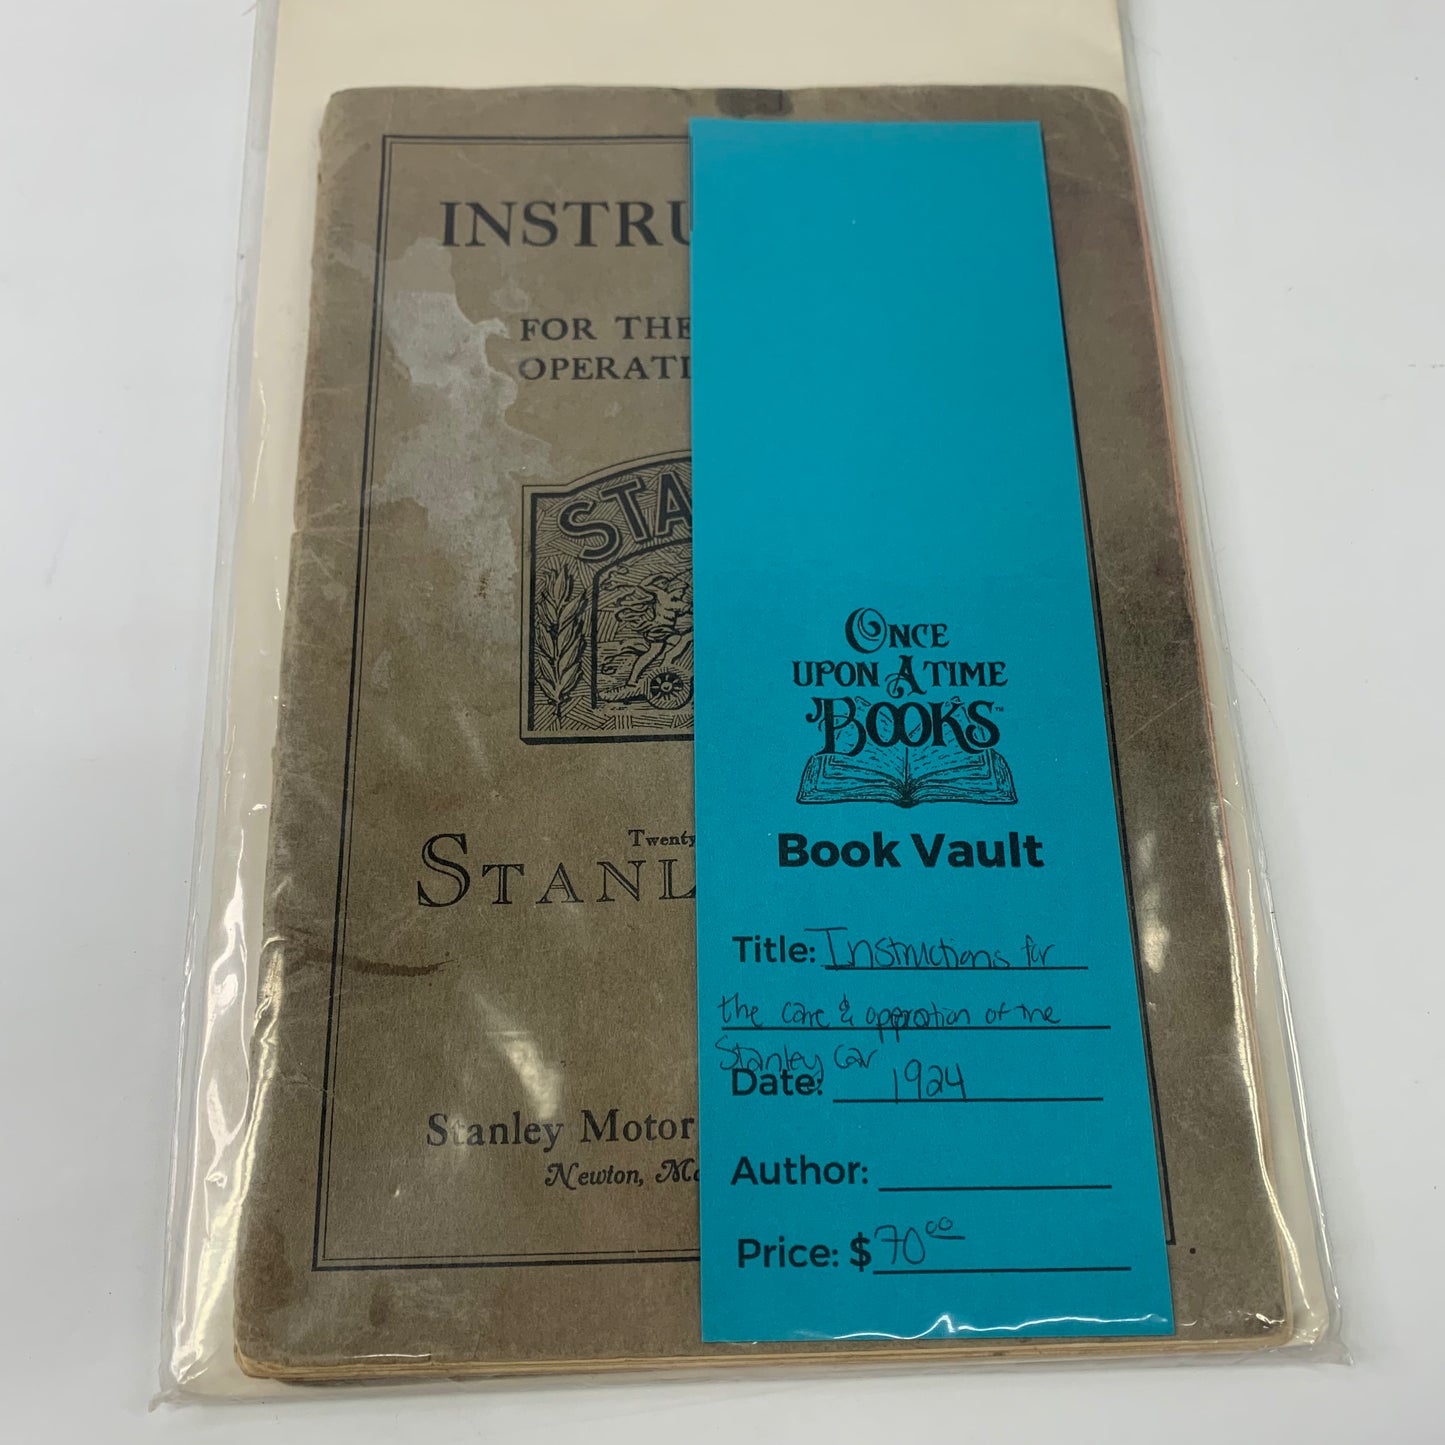 INSTRU
FOR THE
OPERATI
STA
Twenty
STANL
Stanley Motor
Newton, Ma
ONCE
UPON A TIME
BOOKS™
Book Vault
Title: Instructions for
the care & opperation of the
Stanley Car
Date: 1924
Author:
Price: $70.00